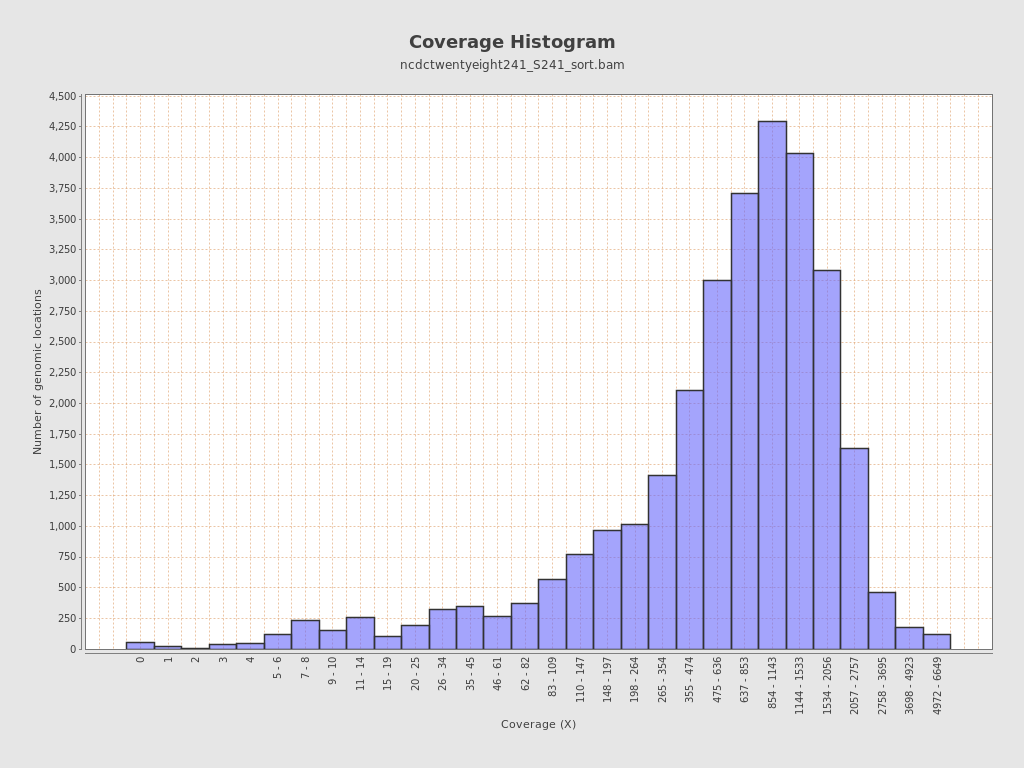 Coverage Histogram
ncdctwentyeight241_S241_sort.bam
4,500
4,250
4,000
3,750
3,500
3,250
3,000
2,750
2,500
2,250
2,000
1,750
1,500
1,250
1,000
750
500
250
0
Number of genomic locations
0
1
2
3
4
5 - 6
7 - 8
9 - 10
11 - 14
15 - 19
20 - 25
26 - 34
35 - 45
46 - 61
62 - 82
83 - 109
110 - 147
148 - 197
198 - 264
265 - 354
355 - 474
475 - 636
637 - 853
854 - 1143
1144 - 1533
1534 - 2056
2057 - 2757
2758 - 3695
3698 - 4923
4972 - 6649
Coverage (X)